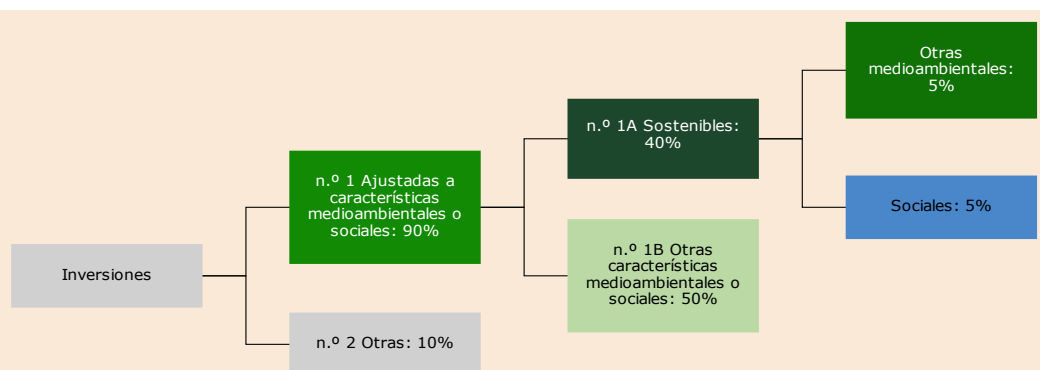 Inversiones
n.º 1 Ajustadas a
características
medioambientales o
sociales: 90%
n.º 2 Otras: 10%
n.º 1A Sostenibles:
40%
n.º 1B Otras
características
medioambientales o
sociales: 50%
Otras
medioambientales:
5%
Sociales: 5%